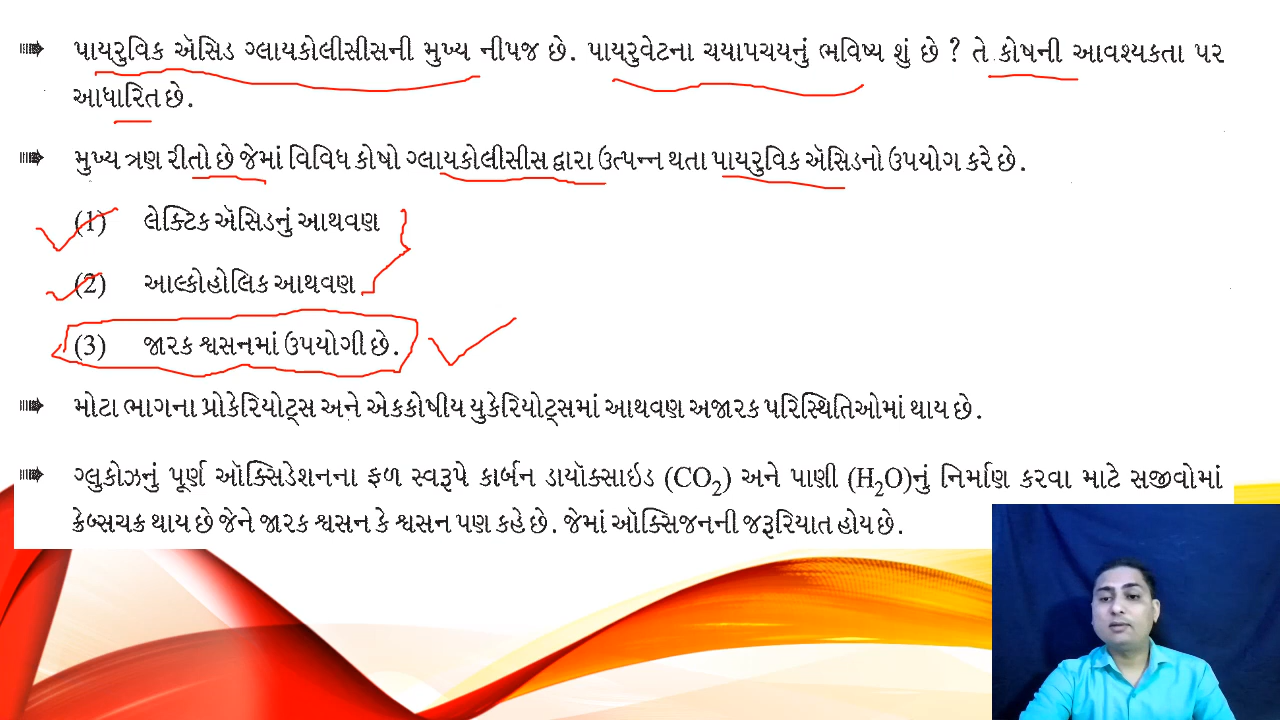 પાયરુવિક ઍસિડ ગ્લાયકોલીસીસની મુખ્ય નીપજ છે. પાયરુવેટના ચયાપચયનું ભવિષ્ય શું છે ? તે કોષની આવશ્યકતા પર
આધારિત છે.
મુખ્ય ત્રણ રીતો છે જેમાં વિવિધ કોષો ગ્લાયકોલીસીસ દ્વારા ઉત્પન્ન થતા પાયરુવિક ઍસિડનો ઉપયોગ કરે છે.
(1) લેક્ટિક ઍસિડનું આથવણ
(2) આલ્કોહોલિક આથવણ
(3) જારક શ્વસનમાં ઉપયોગી છે.
મોટા ભાગના પ્રોકેરિયોટ્સ અને એકકોષીય યુકેરિયોટ્સમાં આથવણ અજારક પરિસ્થિતિઓમાં થાય છે.
ગ્લુકોઝનું પૂર્ણ ઑક્સિડેશનના ફળ સ્વરૂપે કાર્બન ડાયૉક્સાઇડ (CO₂) અને પાણી (H₂O)નું નિર્માણ કરવા માટે સજીવોમાં
ક્રેબ્સચક્ર થાય છે જેને જારક શ્વસન કે શ્વસન પણ કહે છે. જેમાં ઑક્સિજનની જરૂરિયાત હોય છે.